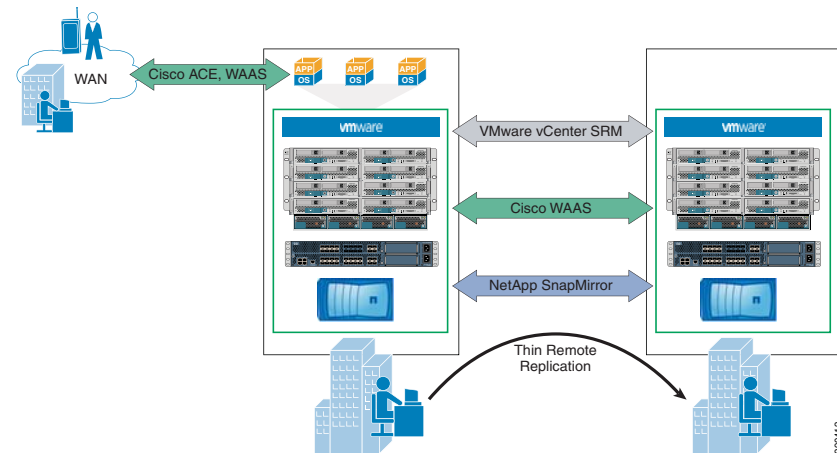 WAN
Cisco ACE, WAAS
APP
OS
APP
OS
APP
OS
vmware
VMware vCenter SRM
vmware
Cisco WAAS
NetApp SnapMirror
Thin Remote
Replication